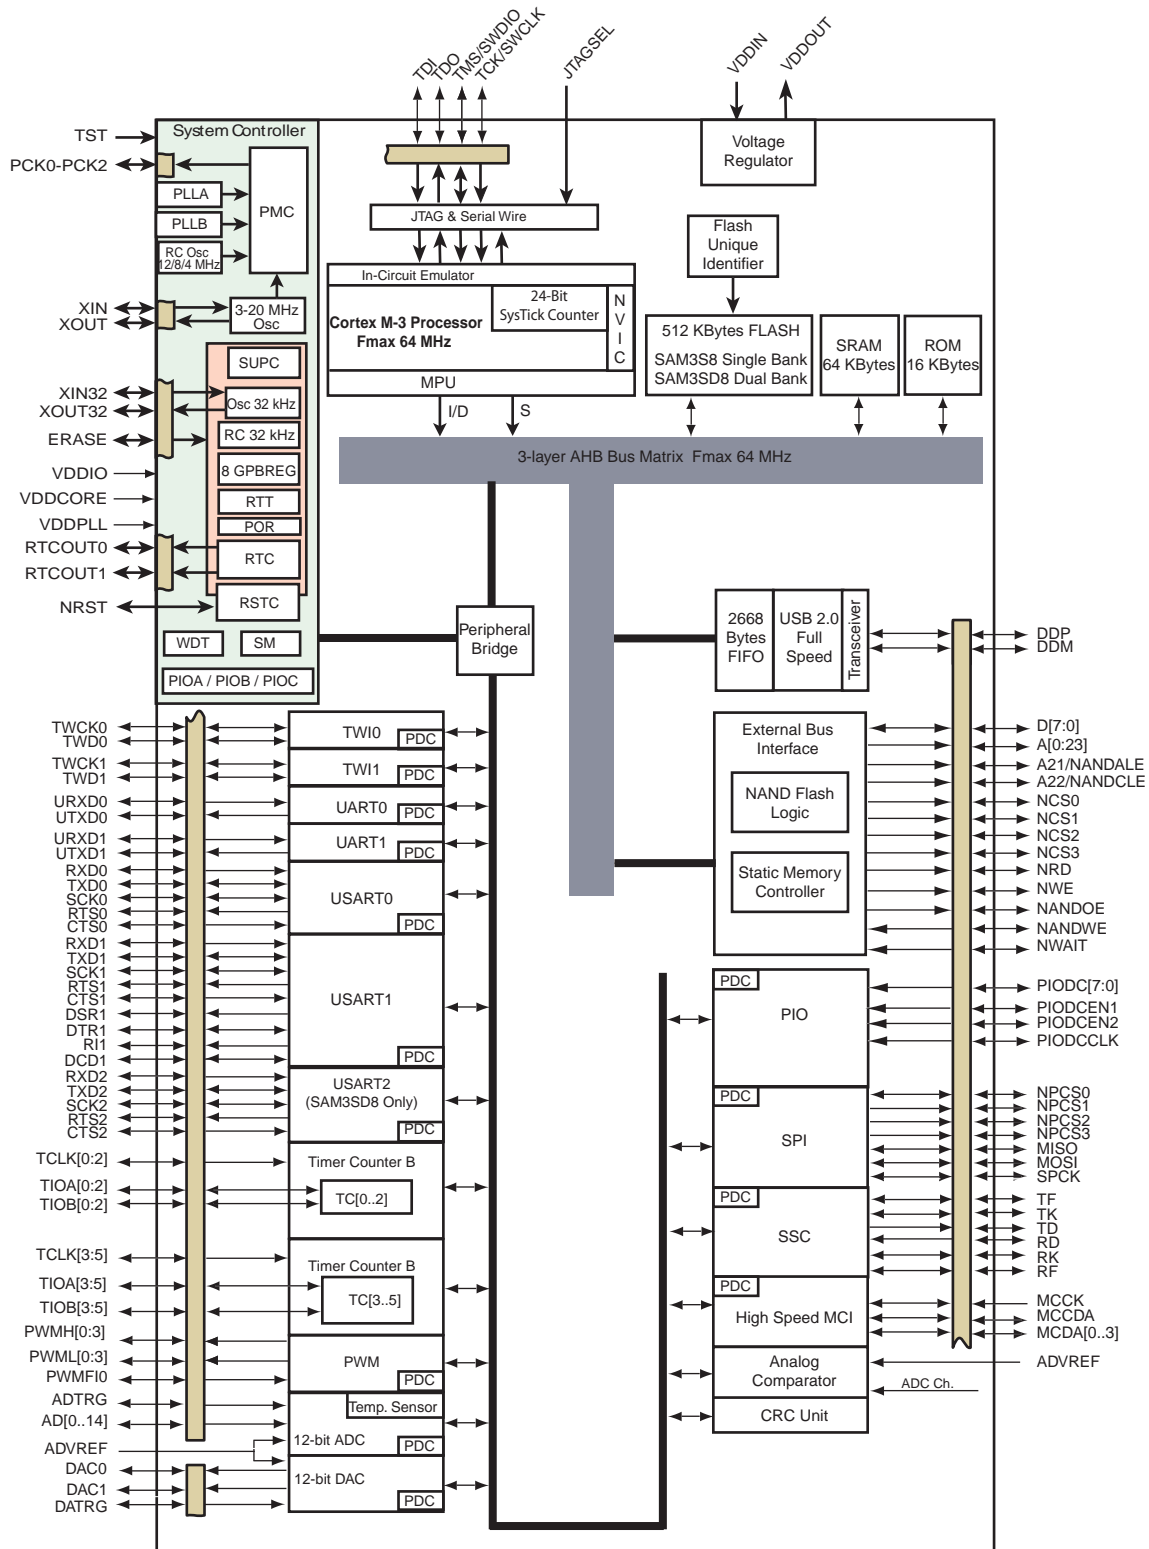 TDI
TDO
TMS/SWDIO
TCK/SWCLK
JTAGSEL
VDDIN
VDDOUT
TST
PCK0-PCK2
XIN
XOUT
XIN32
XOUT32
ERASE
VDDIO
VDDCORE
VDDPLL
RTCOUT0
RTCOUT1
NRST
System Controller
PLLA
PLLB
RC Osc
12/8/4 MHz
PMC
3-20 MHz
Osc
SUPC
Osc 32 kHz
RC 32 kHz
8 GPBREG
RTT
POR
RTC
RSTC
WDT
SM
PIOA / PIOB / PIOC
JTAG & Serial Wire
In-Circuit Emulator
Cortex M-3 Processor
Fmax 64 MHz
24-Bit
SysTick Counter
N
V
I
C
MPU
I/D
S
Voltage
Regulator
Flash
Unique
Identifier
512 KBytes FLASH
SAM3S8 Single Bank
SAM3SD8 Dual Bank
SRAM
64 KBytes
ROM
16 KBytes
3-layer AHB Bus Matrix Fmax 64 MHz
Peripheral
Bridge
2668
Bytes
FIFO
USB 2.0
Full
Speed
Transceiver
DDP
DDM
TWCK0
TWD0
TWCK1
TWD1
URXD0
UTXD0
URXD1
UTXD1
RXD0
TXD0
SCK0
RTS0
CTS0
RXD1
TXD1
SCK1
RTS1
CTS1
DSR1
DTR1
RI1
DCD1
RXD2
TXD2
SCK2
RTS2
CTS2
TCLK[0:2]
TIOA[0:2]
TIOB[0:2]
TCLK[3:5]
TIOA[3:5]
TIOB[3:5]
PWMH[0:3]
PWML[0:3]
PWMFI0
ADTRG
AD[0..14]
ADVREF
DAC0
DAC1
DATRG
TWI0
PDC
TWI1
PDC
UART0
PDC
UART1
PDC
USART0
PDC
USART1
PDC
USART2
(SAM3SD8 Only)
PDC
Timer Counter B
TC[0..2]
Timer Counter B
TC[3..5]
PWM
PDC
Temp. Sensor
12-bit ADC
PDC
12-bit DAC
PDC
External Bus
Interface
NAND Flash
Logic
Static Memory
Controller
D[7:0]
A[0:23]
A21/NANDALE
A22/NANDCLE
NCS0
NCS1
NCS2
NCS3
NRD
NWE
NANDOE
NANDWE
NWAIT
PDC
PIO
PIODC[7:0]
PIODCEN1
PIODCEN2
PIODCCLK
PDC
SPI
NPCS0
NPCS1
NPCS2
NPCS3
MISO
MOSI
SPCK
PDC
SSC
TF
TK
TD
RD
RK
RF
PDC
High Speed MCI
MCCK
MCCDA
MCDA[0..3]
Analog
Comparator
ADVREF
ADC Ch.
CRC Unit